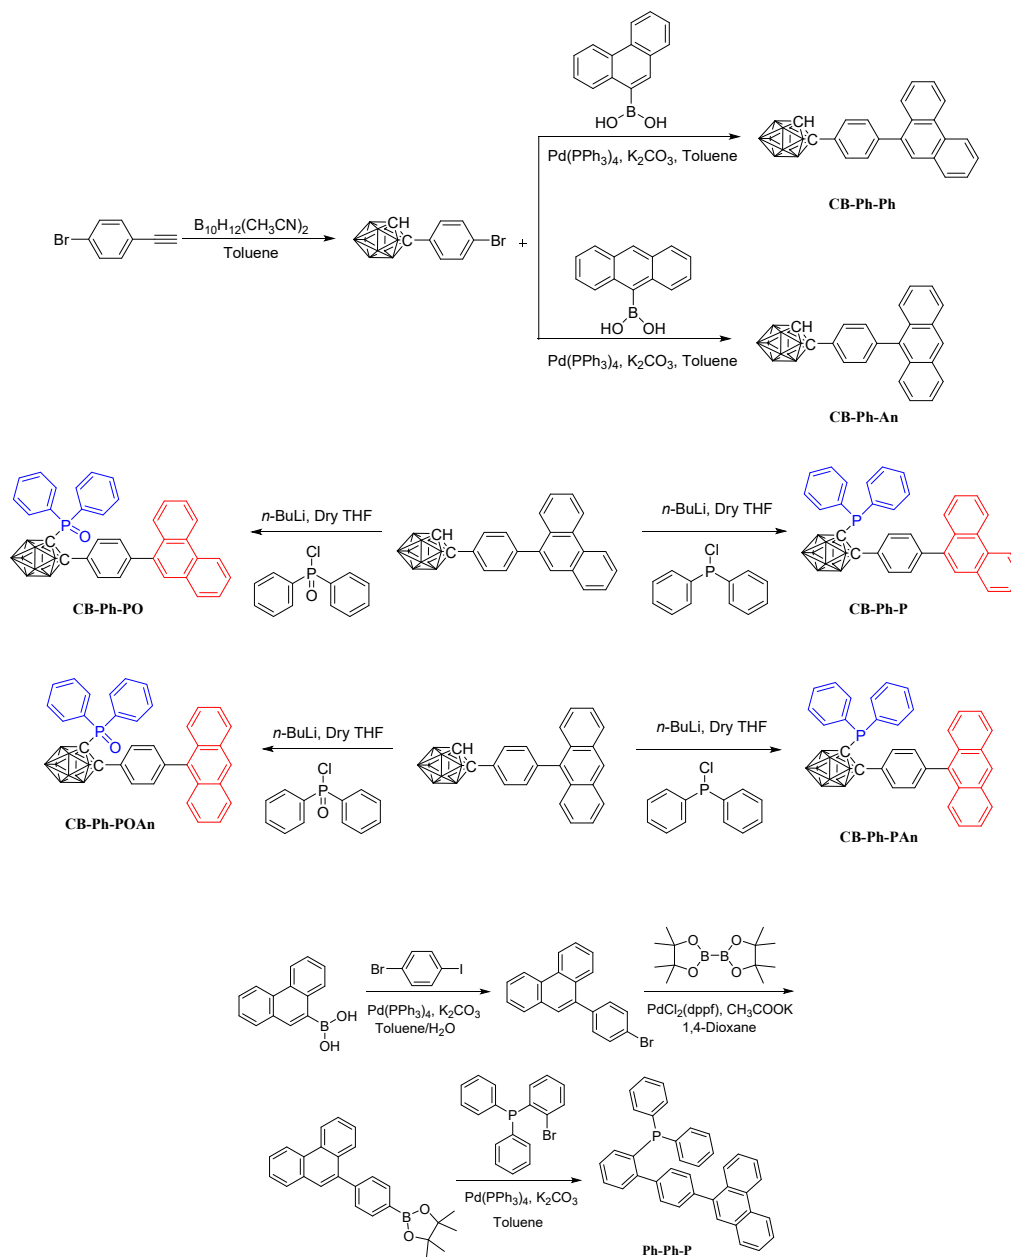 B
HO OH
Pd(PPh3)4, K2CO3, Toluene
CH
C
CB-Ph-Ph
Br
B10H12(CH3CN)2
Toluene
CH
C
Br
+
B
HO OH
Pd(PPh3)4, K2CO3, Toluene
CH
C
CB-Ph-An
P
O
C
C
CB-Ph-PO
n-BuLi, Dry THF
Cl
P
O
CH
C
n-BuLi, Dry THF
Cl
P
P
C
C
CB-Ph-P
P
O
C
C
CB-Ph-POAn
n-BuLi, Dry THF
Cl
P
O
CH
C
n-BuLi, Dry THF
Cl
P
P
C
C
CB-Ph-PAn
B
OH
OH
Br I
Pd(PPh3)4, K2CO3
Toluene/H2O
Br
O O
B B
O O
PdCl2(dppf), CH3COOK
1,4-Dioxane
B O
O
P
Br
Pd(PPh3)4, K2CO3
Toluene
P
Ph-Ph-P